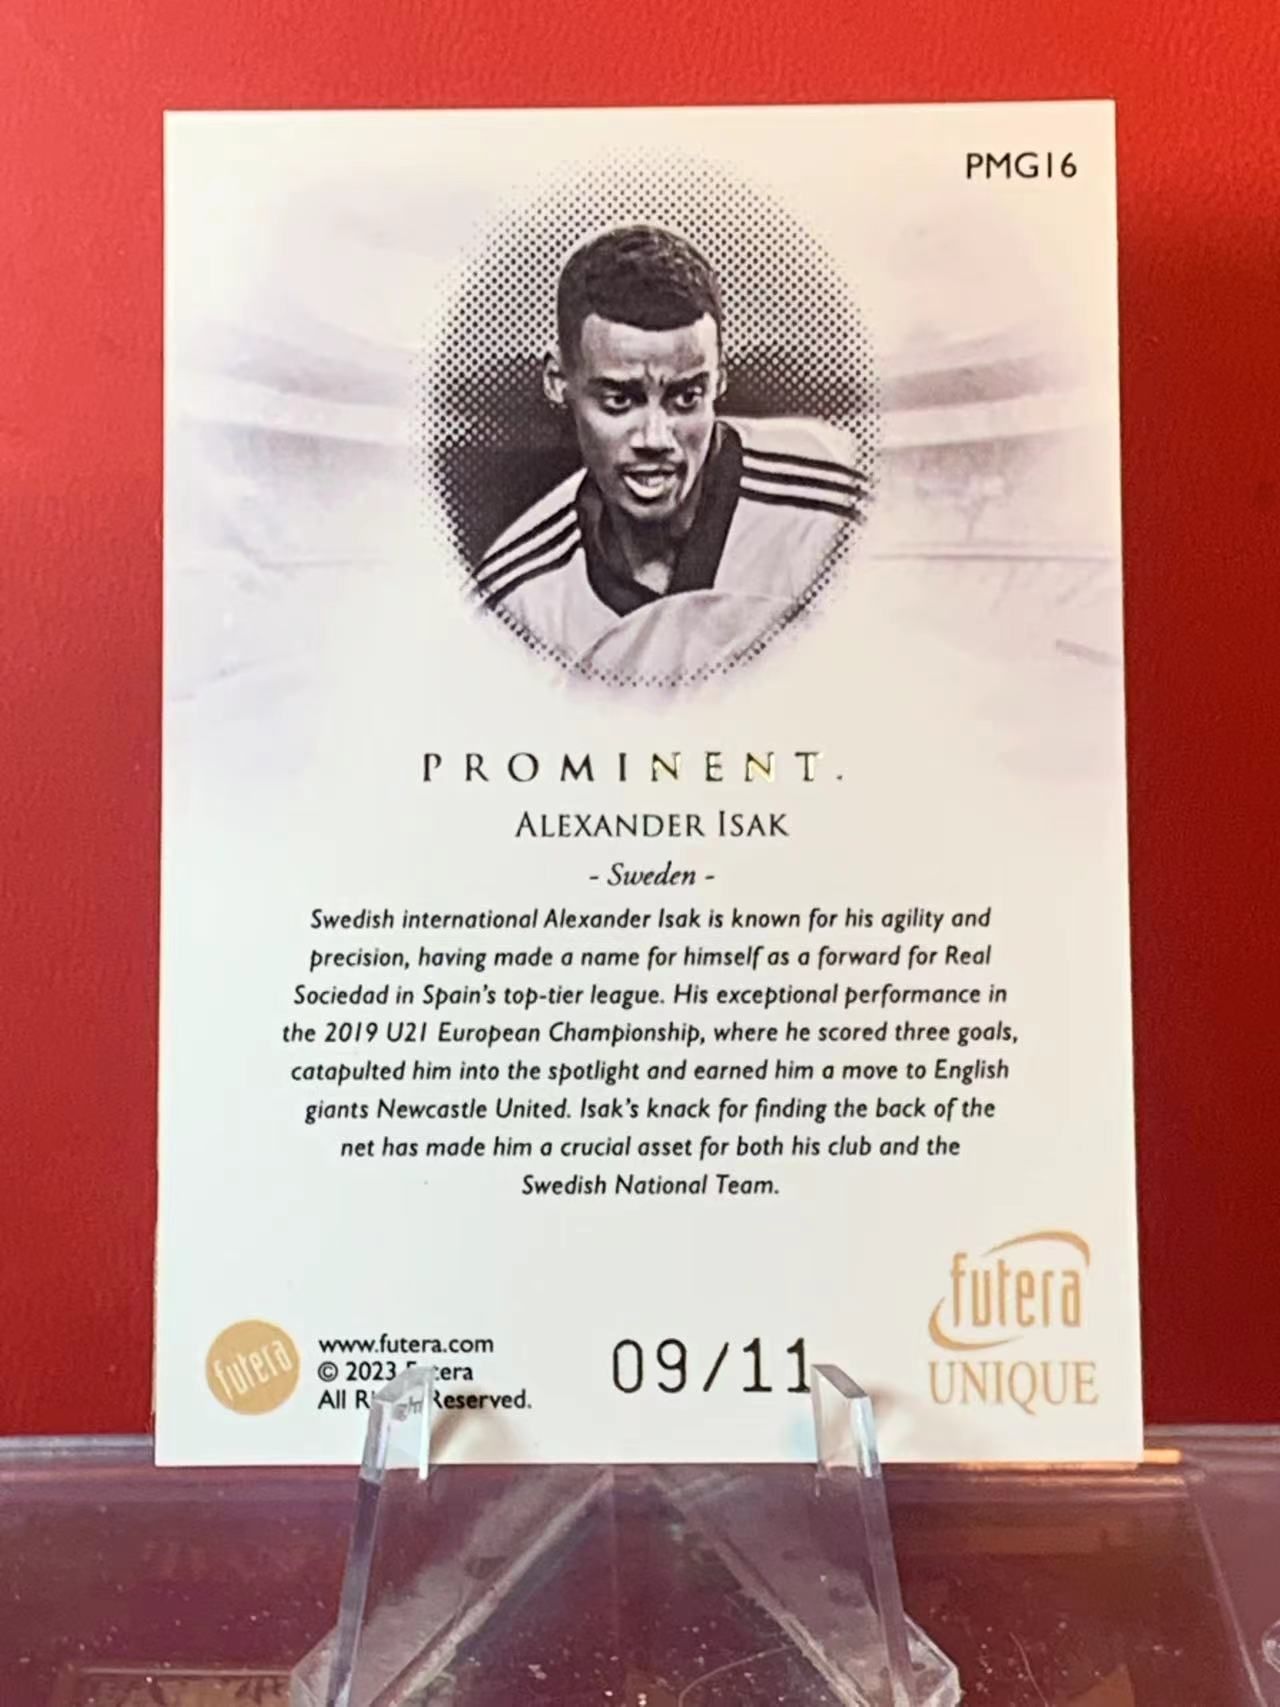 PMG16
PROMINENT.
ALEXANDER ISAK
- Sweden -
Swedish international Alexander Isak is known for his agility and
precision, having made a name for himself as a forward for Real
Sociedad in Spain's top-tier league. His exceptional performance in
the 2019 U21 European Championship, where he scored three goals,
catapulted him into the spotlight and earned him a move to English
giants Newcastle United. Isak's knack for finding the back of the
net has made him a crucial asset for both his club and the
Swedish National Team.
futera
UNIQUE
futera
www.futera.com
© 2023 Futera
All Rights Reserved.
09/11